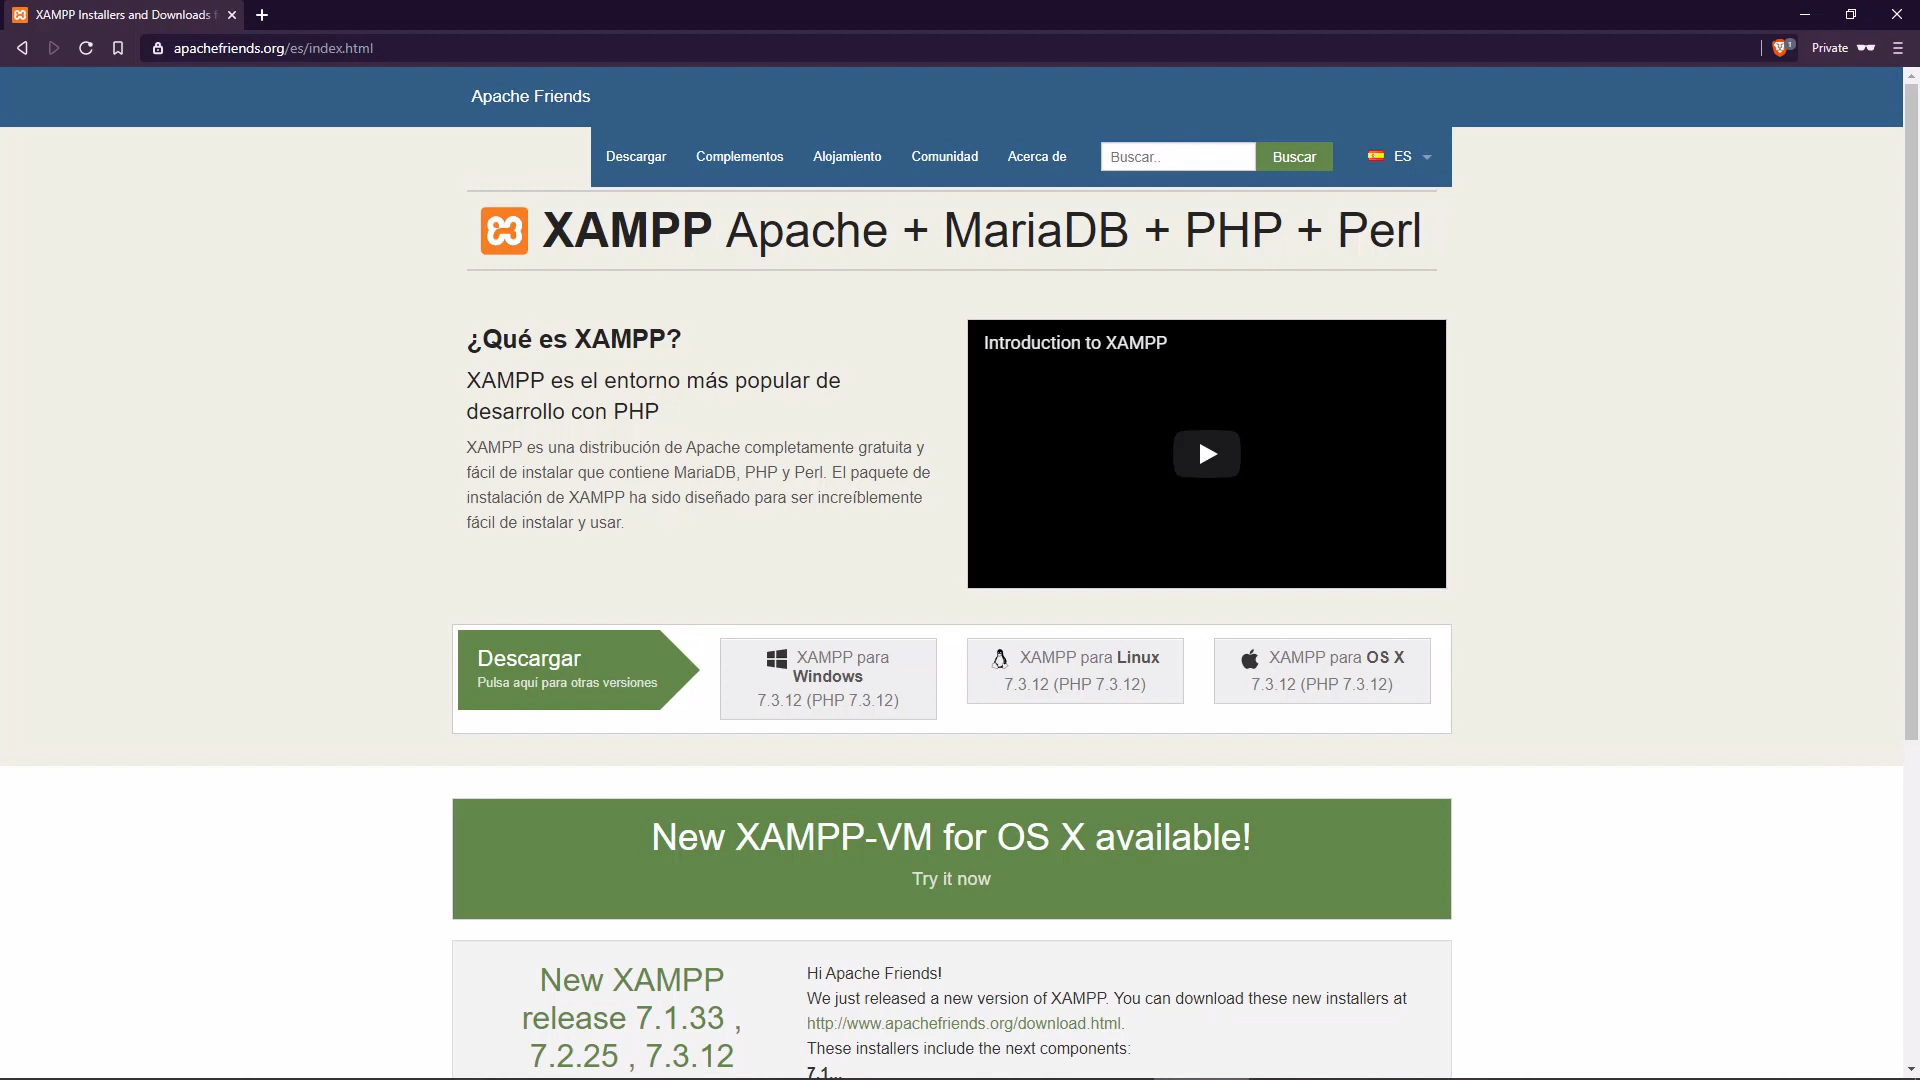 XAMPP Installers and Downloads f
apachefriends.org/es/index.html
1
Private
Apache Friends
Descargar Complementos Alojamiento Comunidad Acerca de Buscar.. Buscar ES
XAMPP Apache + MariaDB + PHP + Perl
¿Qué es XAMPP?
XAMPP es el entorno más popular de
desarrollo con PHP
XAMPP es una distribución de Apache completamente gratuita y
fácil de instalar que contiene MariaDB, PHP y Perl. El paquete de
instalación de XAMPP ha sido diseñado para ser increíblemente
fácil de instalar y usar.
Introduction to XAMPP
Descargar
Pulsa aquí para otras versiones
XAMPP para
Windows
7.3.12 (PHP 7.3.12)
XAMPP para Linux
7.3.12 (PHP 7.3.12)
XAMPP para OS X
7.3.12 (PHP 7.3.12)
New XAMPP-VM for OS X available!
Try it now
New XAMPP
release 7.1.33 ,
7.2.25 , 7.3.12
Hi Apache Friends!
We just released a new version of XAMPP. You can download these new installers at
http://www.apachefriends.org/download.html.
These installers include the next components:
7.1...